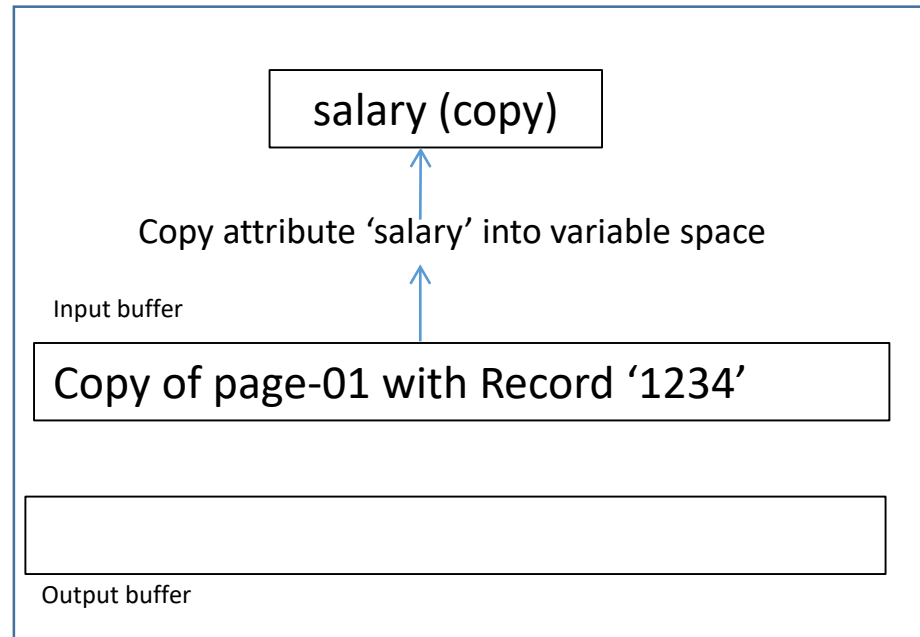 salary (copy)
Copy attribute ‘salary’ into variable space
Input buffer
Copy of page-01 with Record ‘1234’
Output buffer